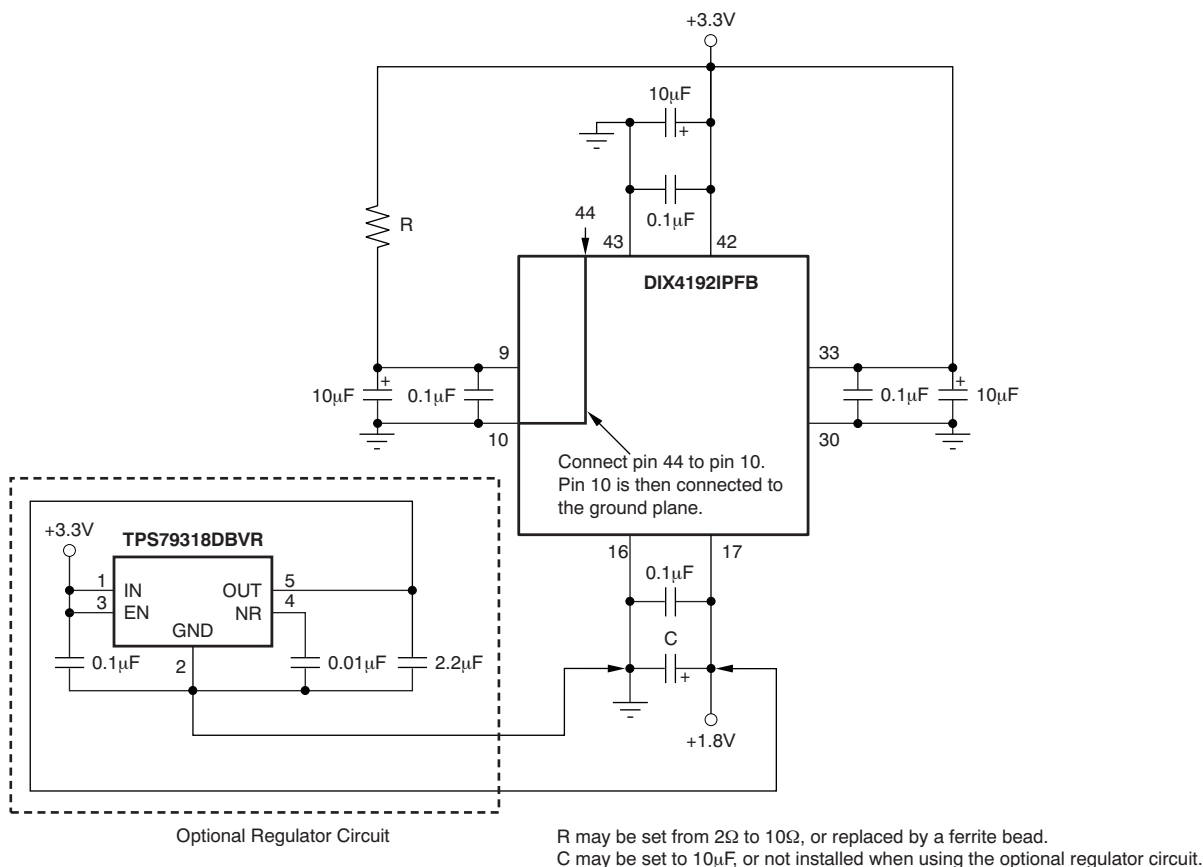 +3.3V
10μF
+
0.1μF
R
44
43
42
DIX4192IPFB
9
33
10μF
+
0.1μF
0.1μF
+
10μF
10
30
Connect pin 44 to pin 10.
Pin 10 is then connected to
the ground plane.
+3.3V
TPS79318DBVR
1
IN
OUT
5
3
EN
NR
4
GND
2
0.1μF
0.01μF
2.2μF
16
17
0.1μF
C
+
+1.8V
Optional Regulator Circuit
R may be set from 2Ω to 10Ω, or replaced by a ferrite bead.
C may be set to 10μF, or not installed when using the optional regulator circuit.